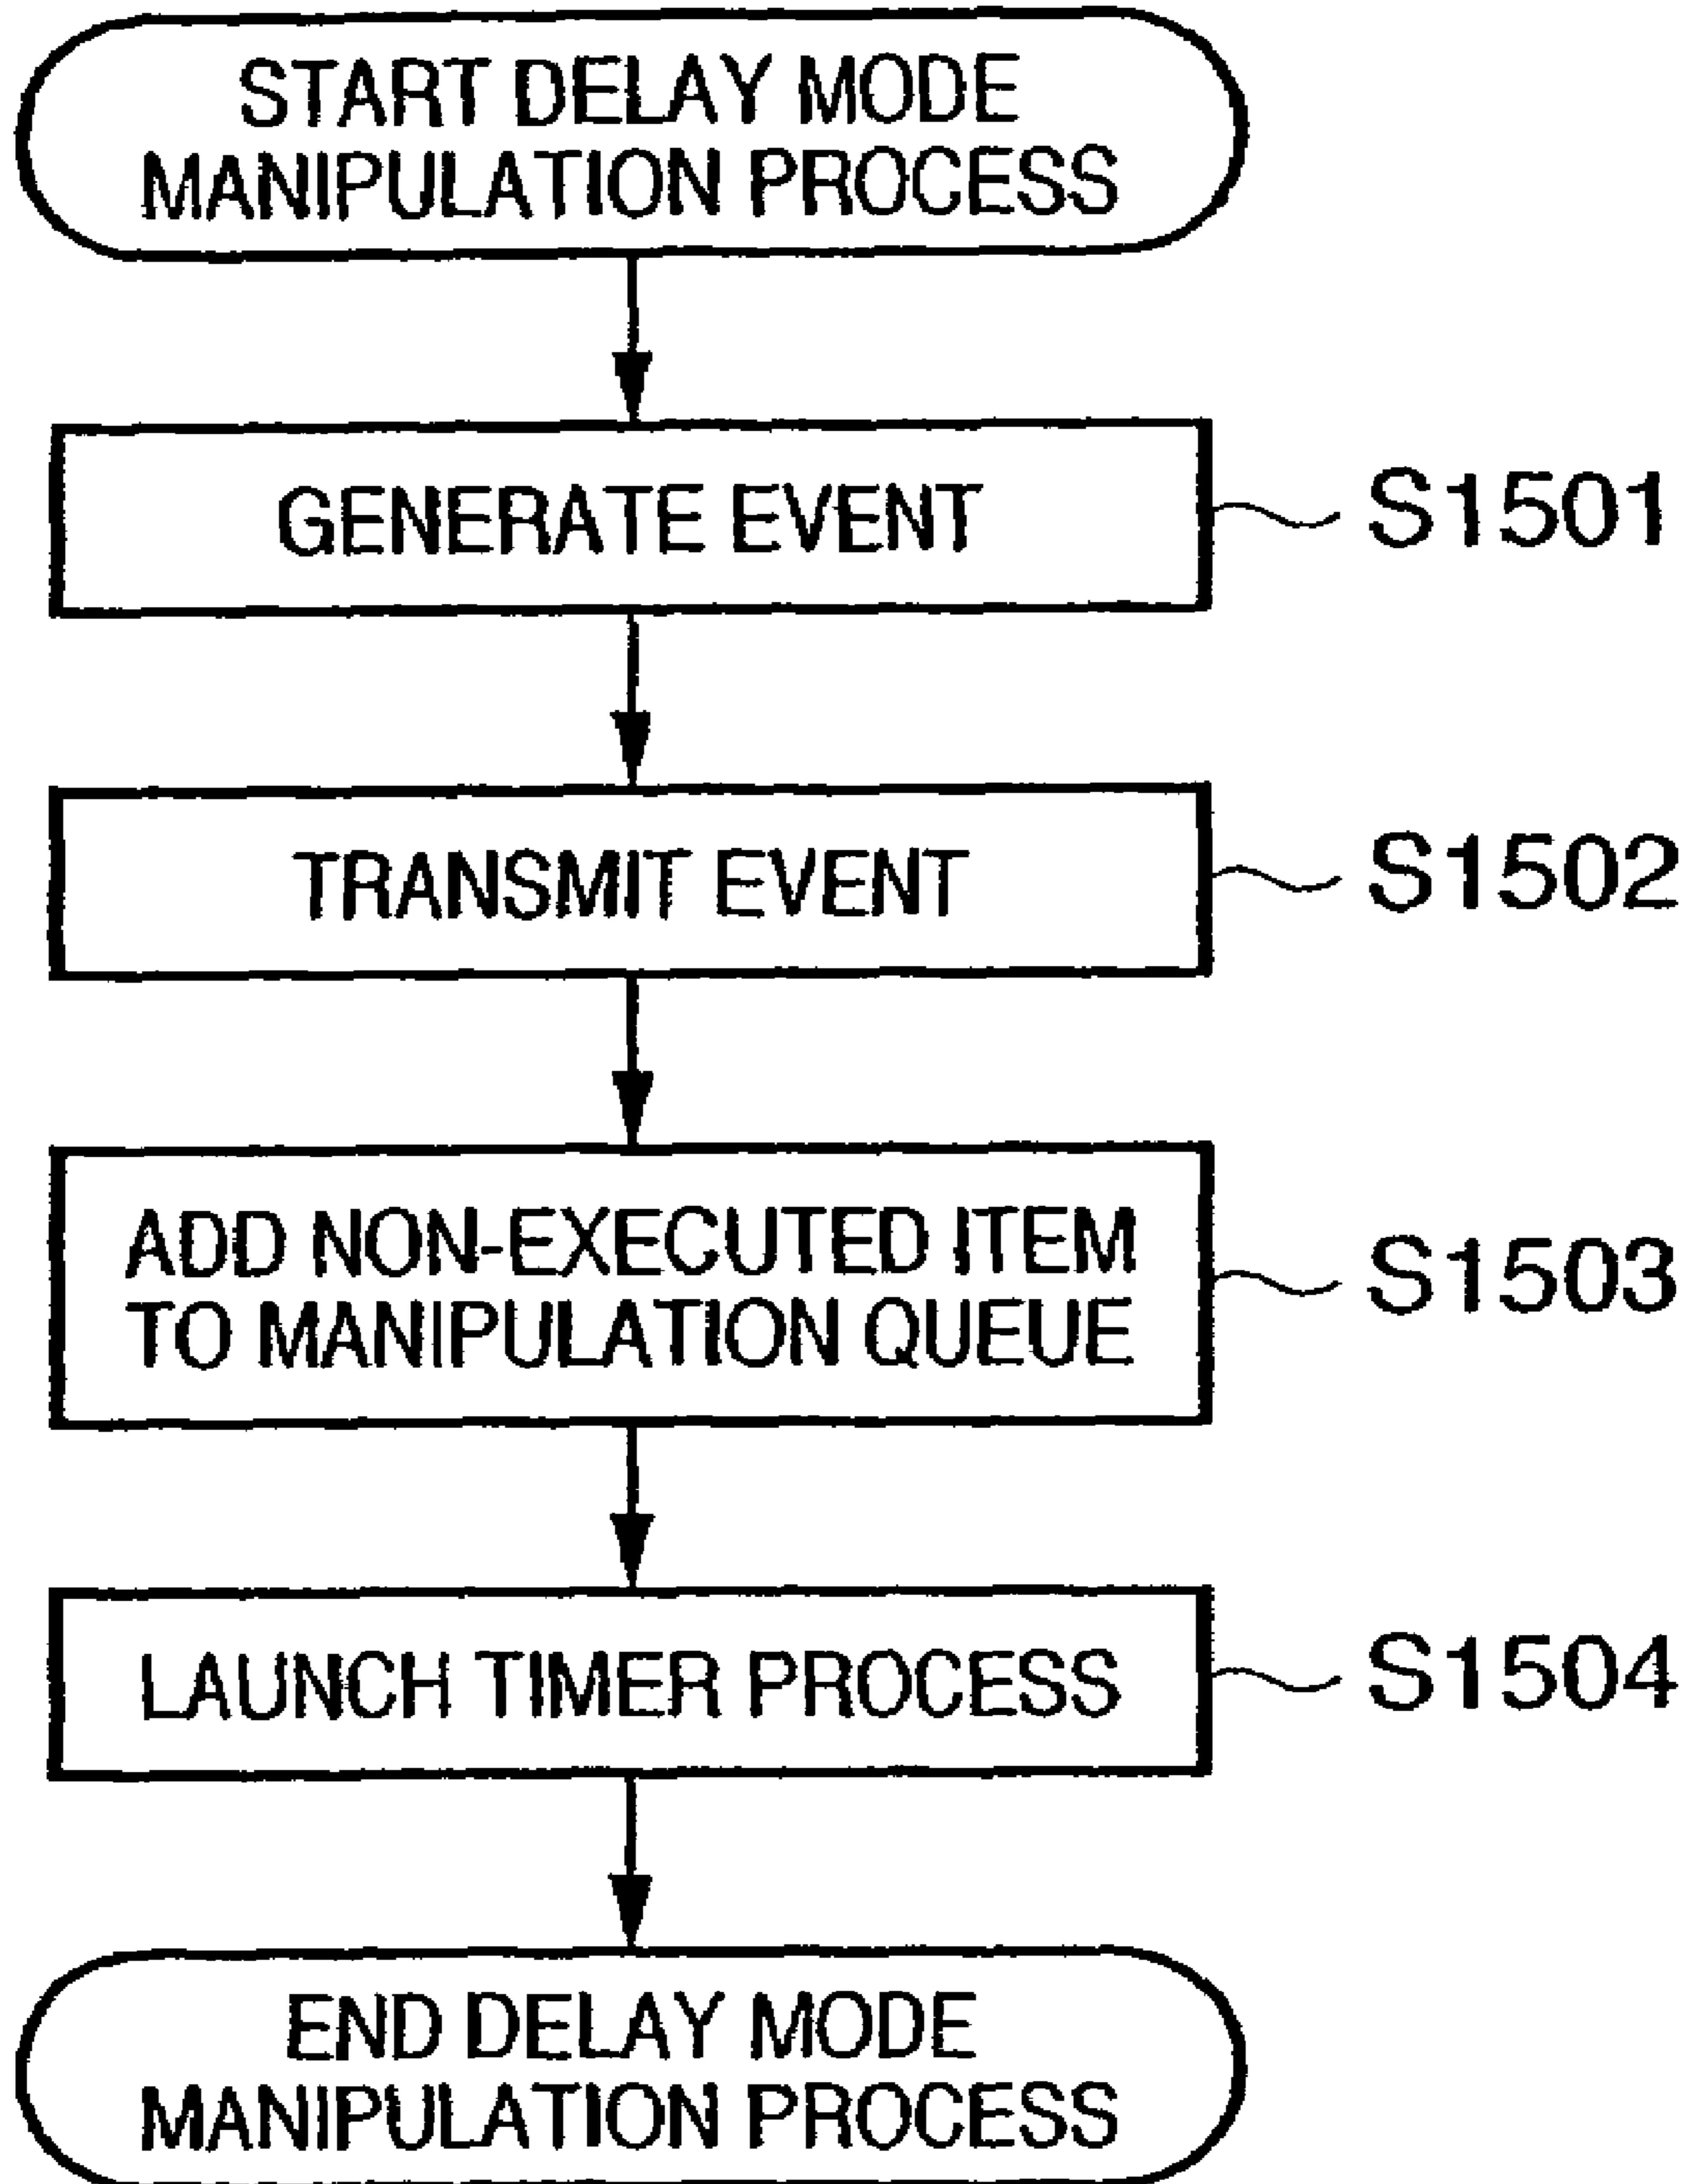 START DELAY MODE
MANIPULATION PROCESS
GENERATE EVENT
S1501
TRANSMIT EVENT
S1502
ADD NON-EXECUTED ITEM
TO MANIPULATION QUEUE
S1503
LAUNCH TIMER PROCESS
S1504
END DELAY MODE
MANIPULATION PROCESS